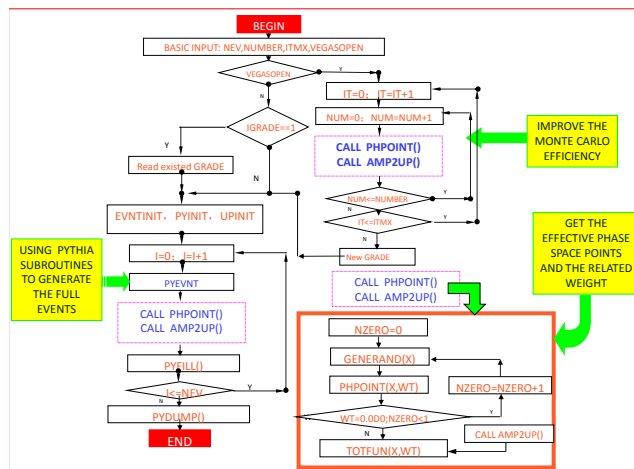 BEGIN
BASIC INPUT: NEV,NUMBER,ITMX,VEGASOPEN
VEGASOPEN
Y
N
IT=0; IT=IT+1
NUM=0; NUM=NUM+1
IGRADE==1
Y
N
CALL PHPOINT()
CALL AMP2UP()
IMPROVE THE
MONTE CARLO
EFFICIENCY
Read existed GRADE
NUM<=NUMBER
Y
N
IT<=ITMX
Y
N
EVNTINIT, PYINIT, UPINIT
New GRADE
GET THE
EFFECTIVE PHASE
SPACE POINTS
AND THE RELATED
WEIGHT
USING PYTHIA
SUBROUTINES
TO GENERATE
THE FULL
EVENTS
I=0; I=I+1
PYEVNT
CALL PHPOINT()
CALL AMP2UP()
CALL PHPOINT()
CALL AMP2UP()
PYFILL()
I<=NEV
Y
N
PYDUMP()
END
NZERO=0
GENERAND(X)
PHPOINT(X,WT)
NZERO=NZERO+1
WT=0.0D0;NZERO<1
Y
N
CALL AMP2UP()
TOTFUN(X,WT)